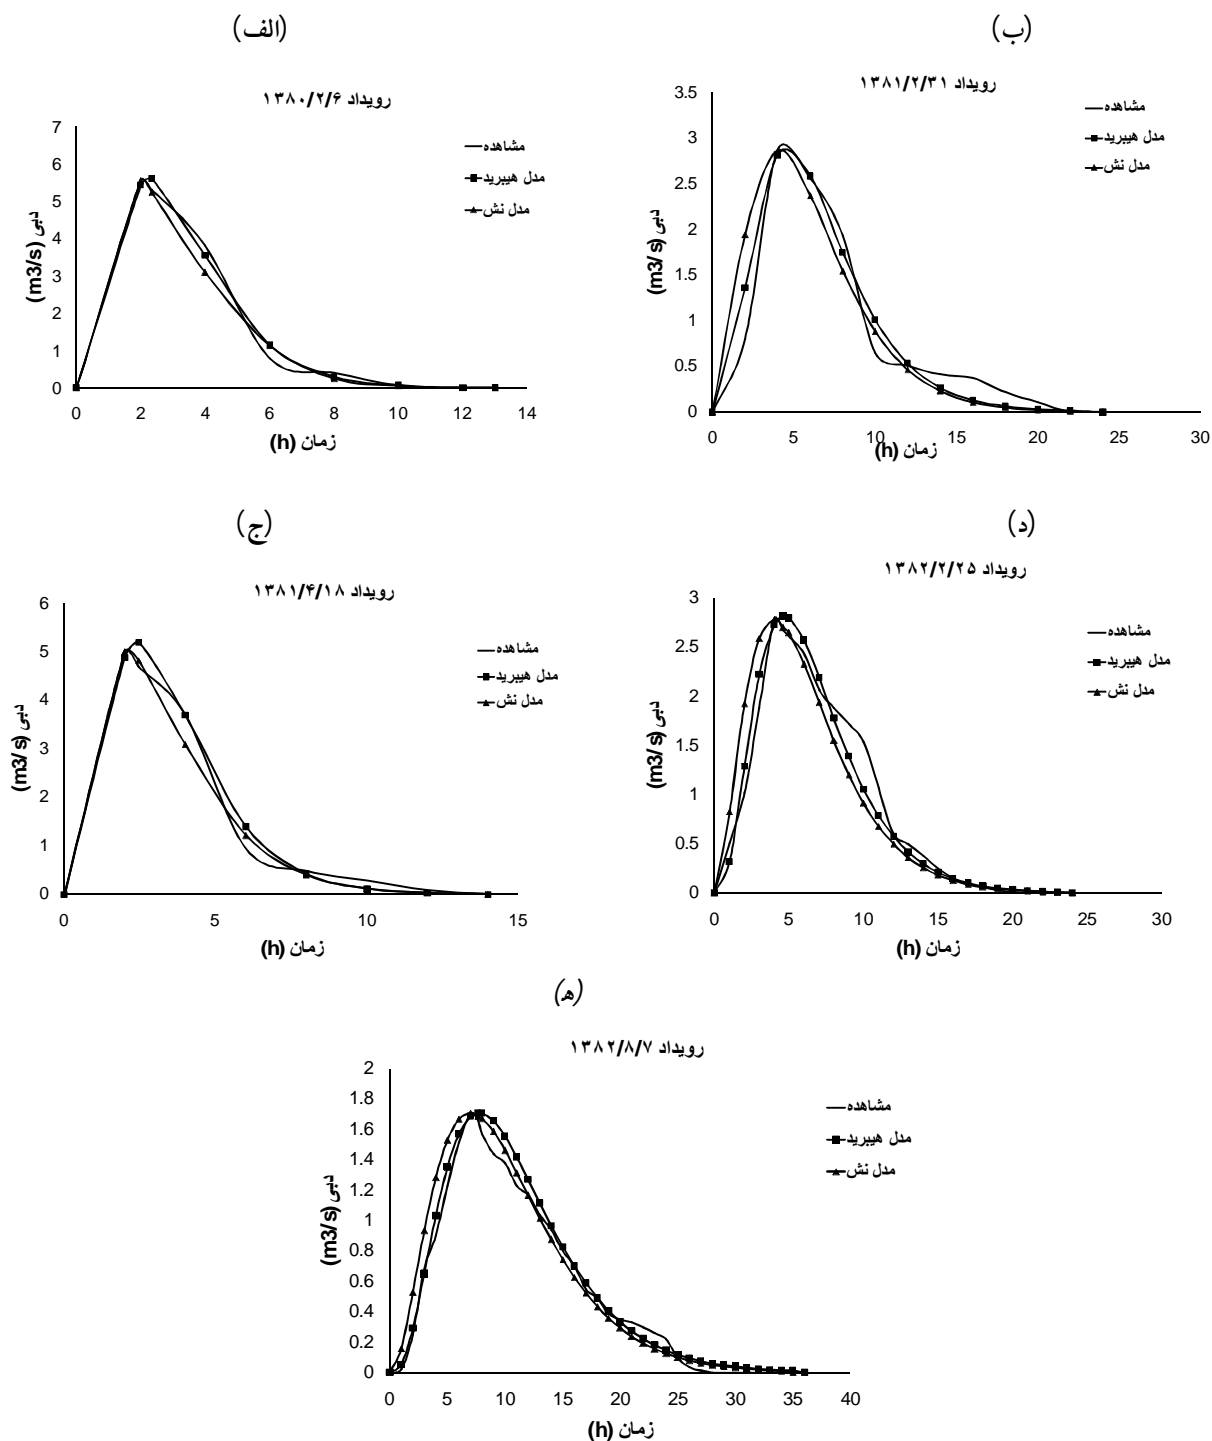 (الف)
رویداد ۱۳۸۰/۲/۶
مشاهده
مدل هیبرید
مدل نش
دبی (m3/s)
7
6
5
4
3
2
1
0
0 2 4 6 8 10 12 14
زمان (h)
(ب)
رویداد ۱۳۸۱/۲/۳۱
مشاهده
مدل هیبرید
مدل نش
دبی (m3/s)
3.5
3
2.5
2
1.5
1
0.5
0
0 5 10 15 20 25 30
زمان (h)
(ج)
رویداد ۱۳۸۱/۴/۱۸
مشاهده
مدل هیبرید
مدل نش
دبی (m3/s)
6
5
4
3
2
1
0
0 5 10 15
زمان (h)
(د)
رویداد ۱۳۸۲/۲/۲۵
مشاهده
مدل هیبرید
مدل نش
دبی (m3/s)
3
2.5
2
1.5
1
0.5
0
0 5 10 15 20 25 30
زمان (h)
(ه)
رویداد ۱۳۸۲/۸/۷
مشاهده
مدل هیبرید
مدل نش
دبی (m3/s)
2
1.8
1.6
1.4
1.2
1
0.8
0.6
0.4
0.2
0
0 5 10 15 20 25 30 35 40
زمان (h)